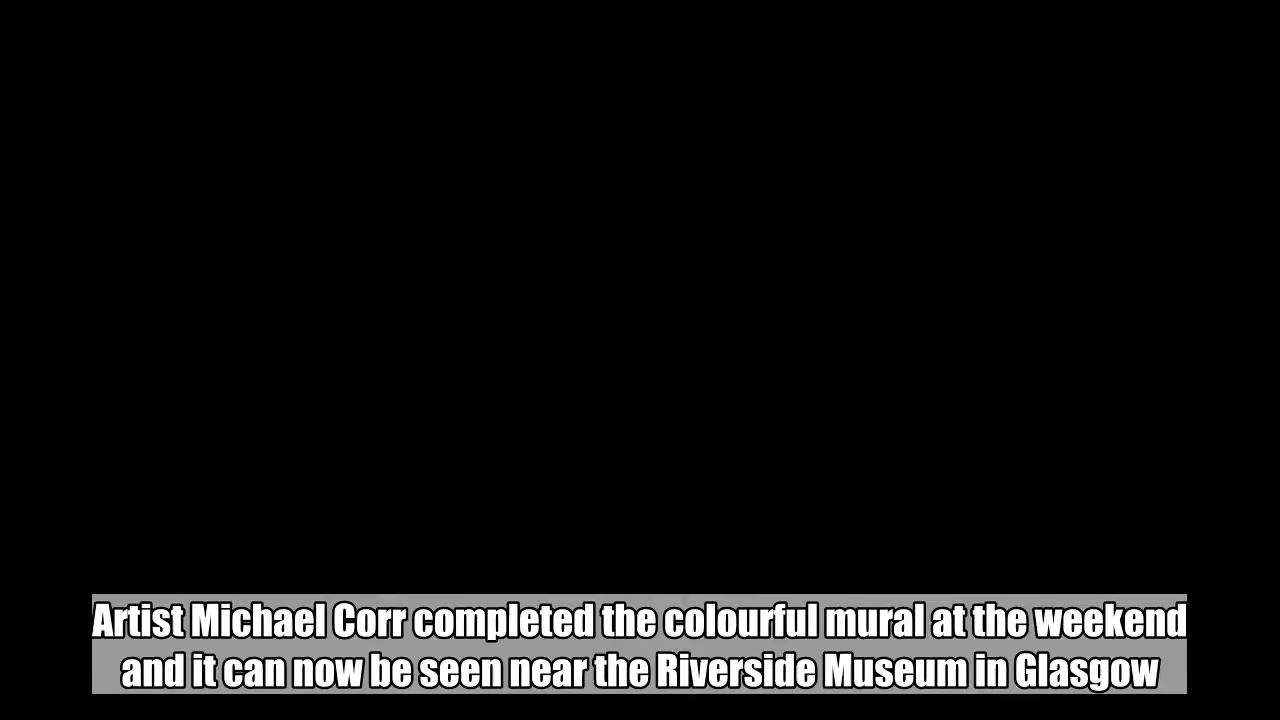 Artist Michael Corr completed the colourful mural at the weekend
and it can now be seen near the Riverside Museum in Glasgow